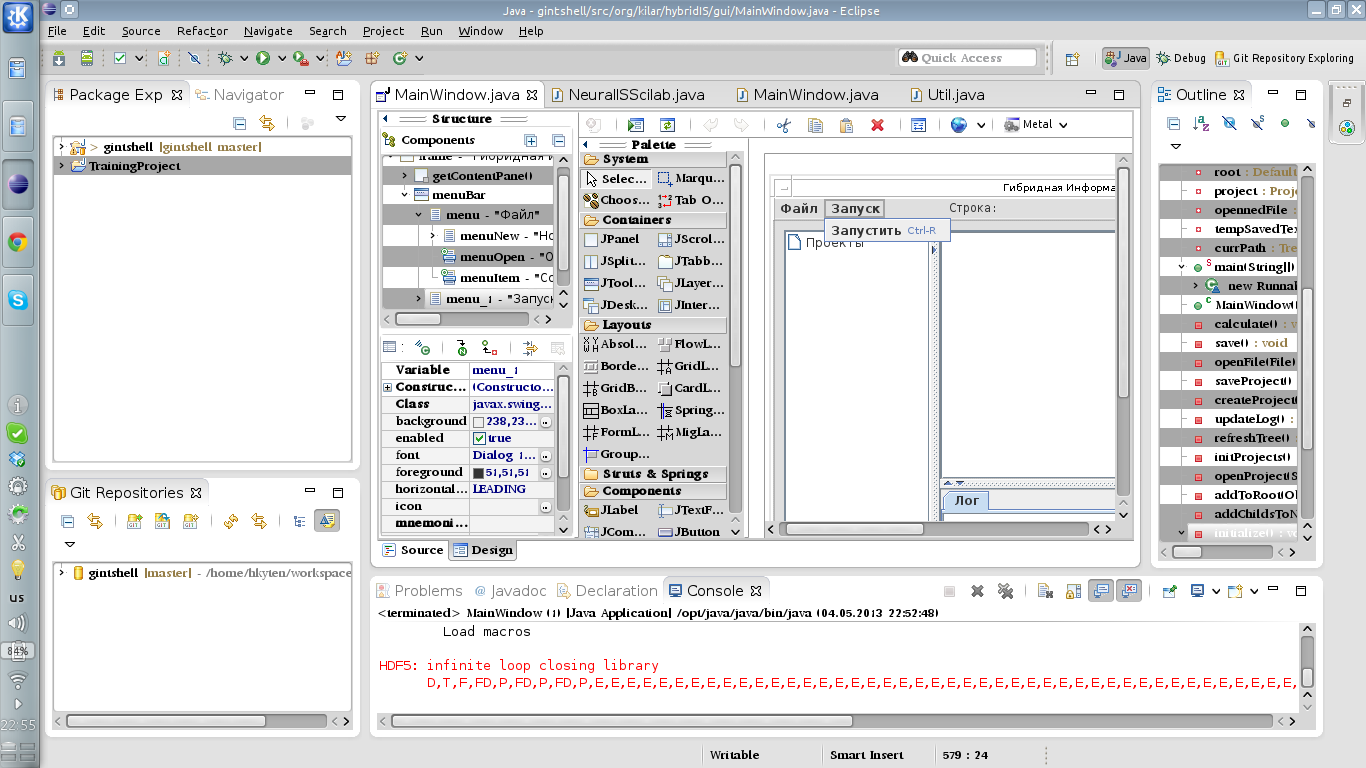 Java - gintshell/src/org/kilar/hybridIS/gui/MainWindow.java - Eclipse
File Edit Source Refactor Navigate Search Project Run Window Help
Quick Access
Java
Debug
Git Repository Exploring
Package Exp
Navigator
> gintshell [gintshell master]
TrainingProject
Git Repositories
gintshell [master] - /home/hkyten/workspace
us
84%
22:55
MainWindow.java
NeuralISScilab.java
MainWindow.java
Util.java
Structure
Components
getContentPane()
menuBar
menu - "Файл"
menuNew - "Но
menuOpen - "О
menuItem - "Со
menu_1 - "Запуск
Variable menu_1
Construc... (Constructo...
Class javax.swing...
background 238,23...
enabled true
font Dialog 1...
foreground 51,51,51
horizontal... LEADING
icon
mnemoni...
Palette
System
Selec... Marqu...
Choos... Tab O...
Containers
JPanel JScrol...
JSplit... JTabb...
JTool... JLayer...
JDesk... JInter...
Layouts
Absol... FlowL...
Borde... GridL...
GridB... CardL...
BoxLa... Spring...
FormL... MigLa...
Group...
Struts & Springs
Components
JLabel JTextF...
JCom... JButton
Metal
Гибридная Информа
Файл Запуск Строка:
Запустить Ctrl-R
Проекты
Лог
Source Design
Outline
root : Default
project : Proje
opennedFile
tempSavedTex
currPath : Tre
main(String[])
new Runnal
MainWindow(
calculate() : v
save() : void
openFile(File)
saveProject()
createProject(
updateLog() :
refreshTree() :
initProjects()
openProject(S
addToRoot(Ol
addChildsToN
initialize() : vo
Problems @ Javadoc Declaration Console
<terminated> MainWindow (1) [Java Application] /opt/java/java/bin/java (04.05.2013 22:52:48)
Load macros
HDF5: infinite loop closing library
D,T,F,FD,P,FD,P,FD,P,E,E,E,E,E,E,E,E,E,E,E,E,E,E,E,E,E,E,E,E,E,E,E,E,E,E,E,E,E,E,E,E,E,E,E,E,E,E,E,E,E,E,E,
Writable Smart Insert 579 : 24